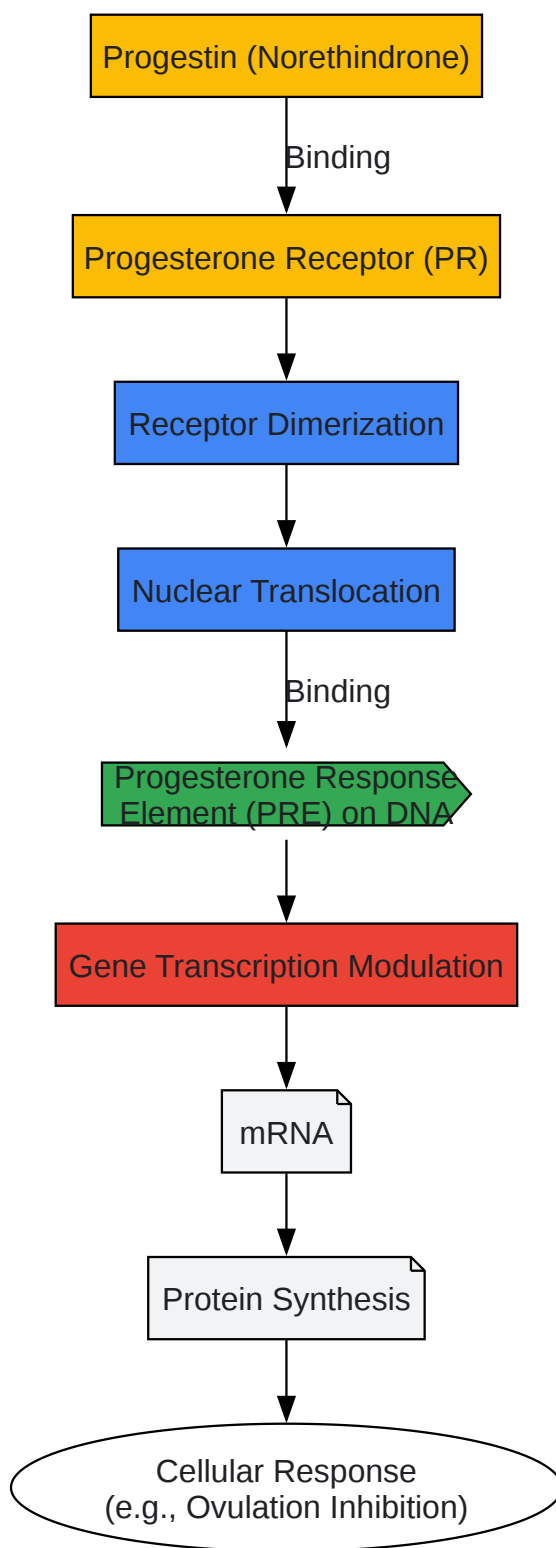 Progestin (Norethindrone)
Binding
Progesterone Receptor (PR)
Receptor Dimerization
Nuclear Translocation
Binding
Progesterone Response
Element (PRE) on DNA
Gene Transcription Modulation
mRNA
Protein Synthesis
Cellular Response
(e.g., Ovulation Inhibition)